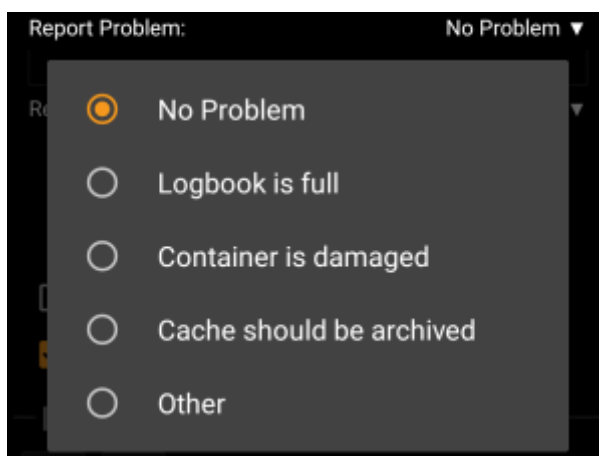 Report Problem: No Problem ▼
No Problem
Logbook is full
Container is damaged
Cache should be archived
Other